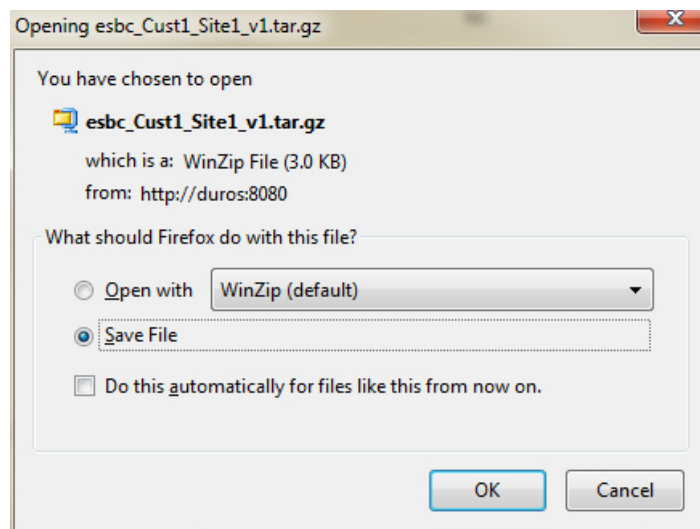 Opening esbc_Cust1_Site1_v1.tar.gz
You have chosen to open
esbc_Cust1_Site1_v1.tar.gz
which is a: WinZip File (3.0 KB)
from: http://duros:8080
What should Firefox do with this file?
Open with WinZip (default)
Save File
Do this automatically for files like this from now on.
OK Cancel